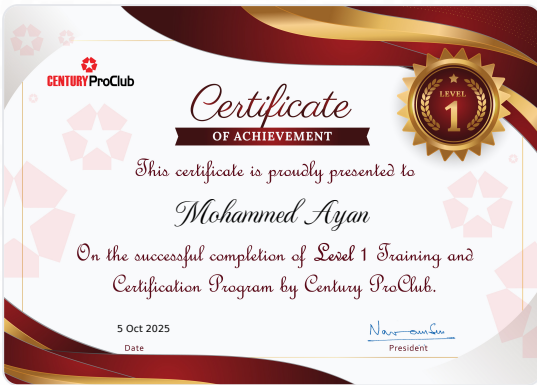 CENTURY ProClub
LEVEL
1
Certificate
OF ACHIEVEMENT
This certificate is proudly presented to
Mohammed Ayan
On the successful completion of Level 1 Training and
Certification Program by Century ProClub.
5 Oct 2025
Date
President